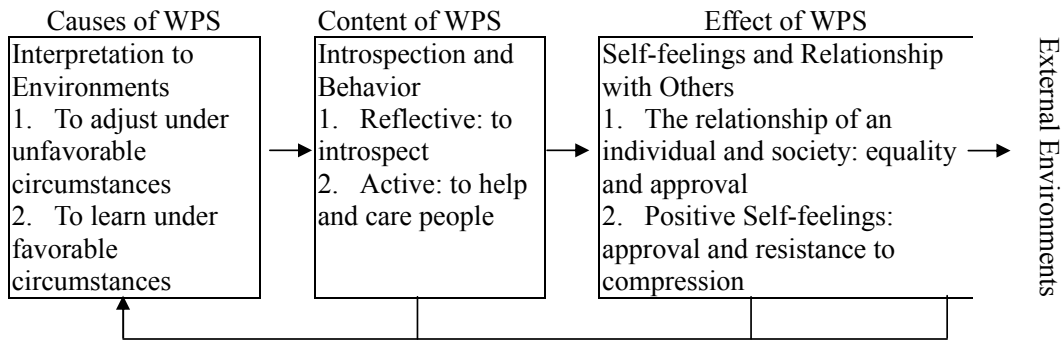 Causes of WPS
Interpretation to
Environments
1. To adjust under
unfavorable
circumstances
2. To learn under
favorable
circumstances
Content of WPS
Introspection and
Behavior
1. Reflective: to
introspect
2. Active: to help
and care people
Effect of WPS
Self-feelings and Relationship
with Others
1. The relationship of an
individual and society: equality
and approval
2. Positive Self-feelings:
approval and resistance to
compression
External Environments